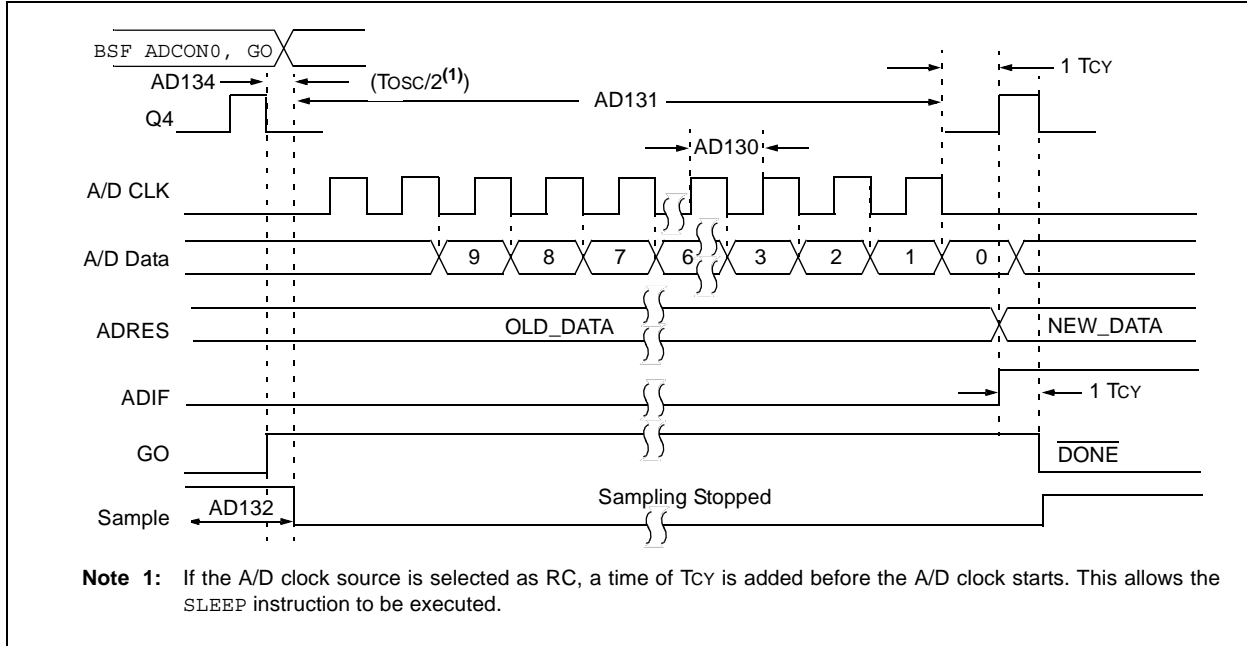 BSF ADCON0, GO
AD134
(TOSC/2(1))
1 TCY
AD131
Q4
AD130
A/D CLK
A/D Data
9 8 7 6 3 2 1 0
ADRES
OLD_DATA
NEW_DATA
ADIF
1 TCY
GO
DONE
Sample
AD132
Sampling Stopped
Note 1: If the A/D clock source is selected as RC, a time of TCY is added before the A/D clock starts. This allows the
SLEEP instruction to be executed.